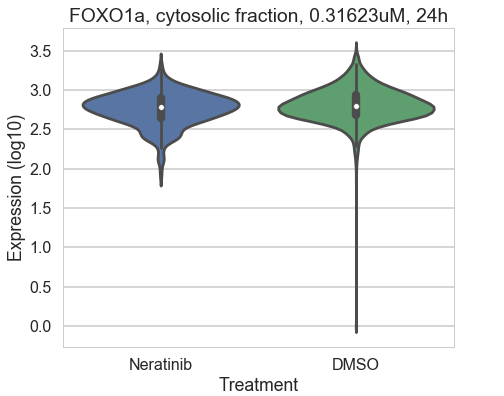 FOXO1a, cytosolic fraction, 0.31623uM, 24h
Expression (log10)
3.5
3.0
2.5
2.0
1.5
1.0
0.5
0.0
Neratinib DMSO
Treatment